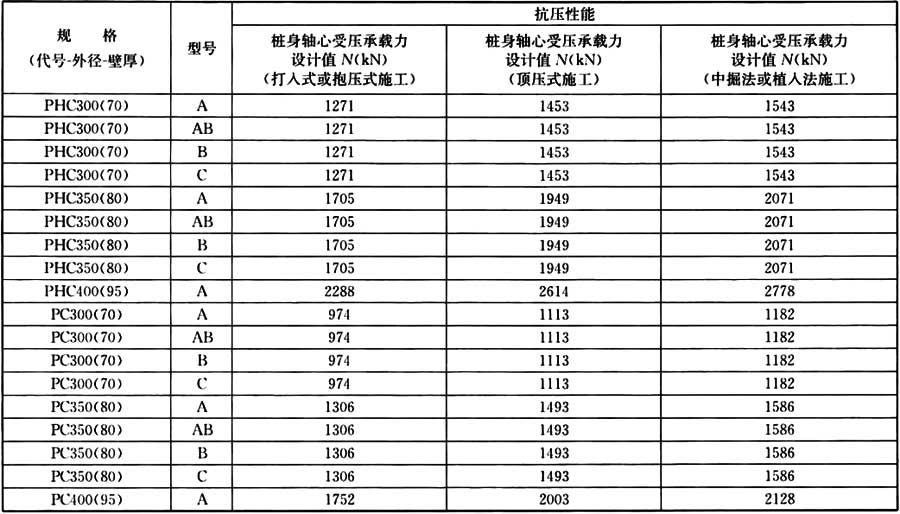 抗压性能
规 格
(代号-外径-壁厚)
型号
桩身轴心受压承载力
设计值 N(kN)
(打入式或抱压式施工)
桩身轴心受压承载力
设计值 N(kN)
(顶压式施工)
桩身轴心受压承载力
设计值 N(kN)
(中掘法或植入法施工)
PHC300(70) A 1271 1453 1543
PHC300(70) AB 1271 1453 1543
PHC300(70) B 1271 1453 1543
PHC300(70) C 1271 1453 1543
PHC350(80) A 1705 1949 2071
PHC350(80) AB 1705 1949 2071
PHC350(80) B 1705 1949 2071
PHC350(80) C 1705 1949 2071
PHC400(95) A 2288 2614 2778
PC300(70) A 974 1113 1182
PC300(70) AB 974 1113 1182
PC300(70) B 974 1113 1182
PC300(70) C 974 1113 1182
PC350(80) A 1306 1493 1586
PC350(80) AB 1306 1493 1586
PC350(80) B 1306 1493 1586
PC350(80) C 1306 1493 1586
PC400(95) A 1752 2003 2128